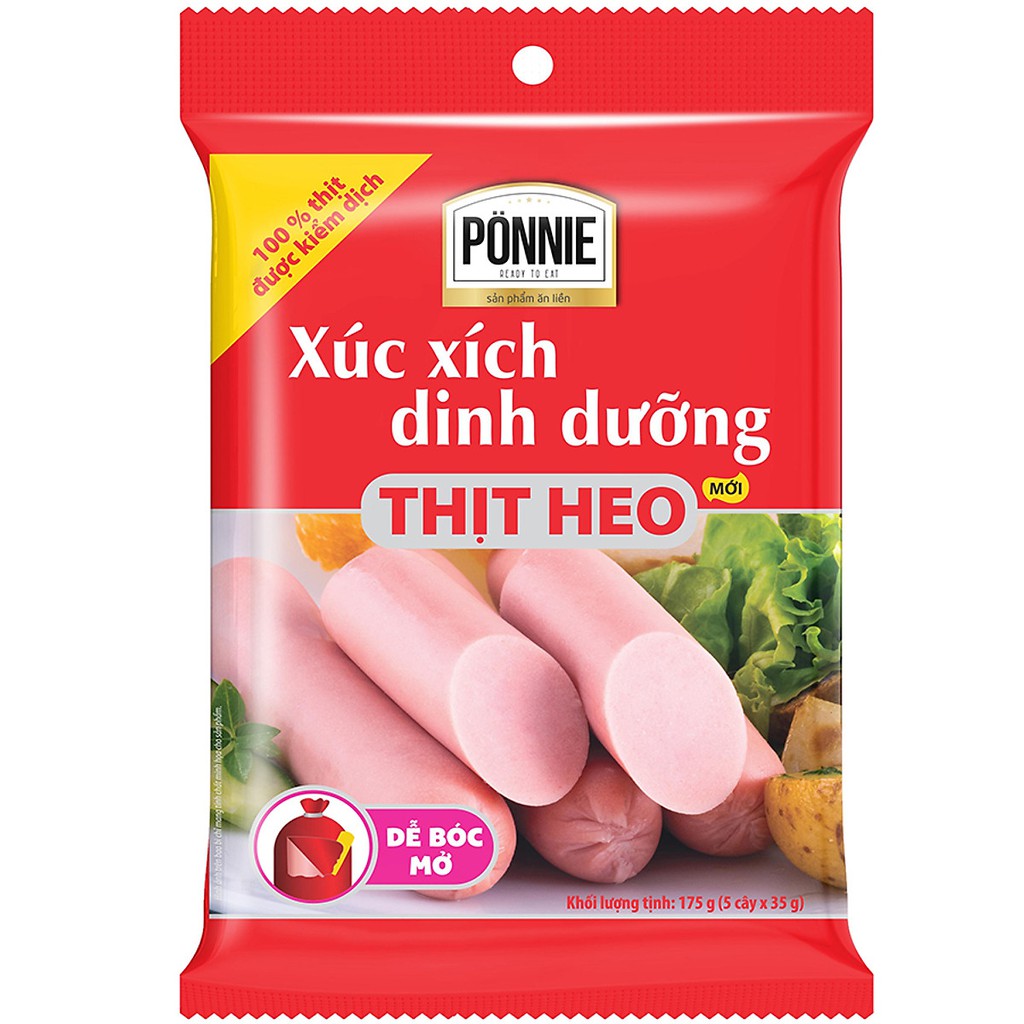 100 % thịt
được kiểm dịch
PÖNNIE
READY TO EAT
sản phẩm ăn liền
Xúc xích
dinh dưỡng
THỊT HEO
MỚI
DỄ BÓC
MỞ
Khối lượng tịnh: 175 g (5 cây x 35 g)